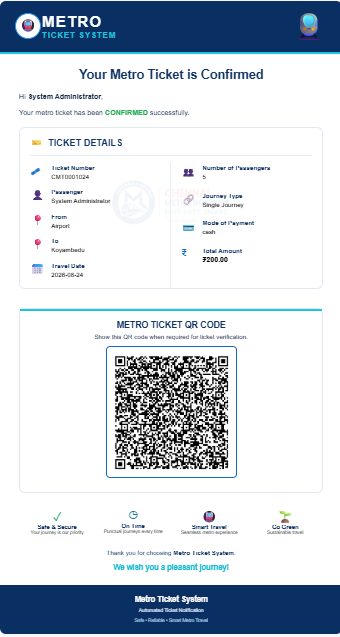 METRO
TICKET SYSTEM
Your Metro Ticket is Confirmed
Hi System Administrator,
Your metro ticket has been CONFIRMED successfully.
TICKET DETAILS
Ticket Number
CMT0001024
Passenger
System Administrator
From
Airport
To
Koyambedu
Travel Date
2026-08-24
Number of Passengers
5
Journey Type
Single Journey
Mode of Payment
cash
Total Amount
₹200.00
METRO TICKET QR CODE
Show this QR code when required for ticket verification.
Safe & Secure
Your journey is our priority
On Time
Punctual journeys every time
Smart Travel
Seamless metro experience
Go Green
Sustainable travel
Thank you for choosing Metro Ticket System.
We wish you a pleasant journey!
Metro Ticket System
Automated Ticket Notification
Safe • Reliable • Smart Metro Travel